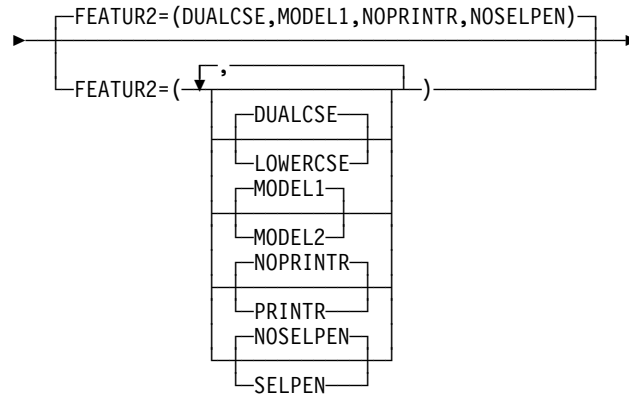 FEATUR2=(DUALCSE,MODEL1,NOPRINTR,NOSELPEN)
,
FEATUR2=( )
DUALCSE
LOWERCSE
MODEL1
MODEL2
NOPRINTR
PRINTR
NOSELPEN
SELPEN